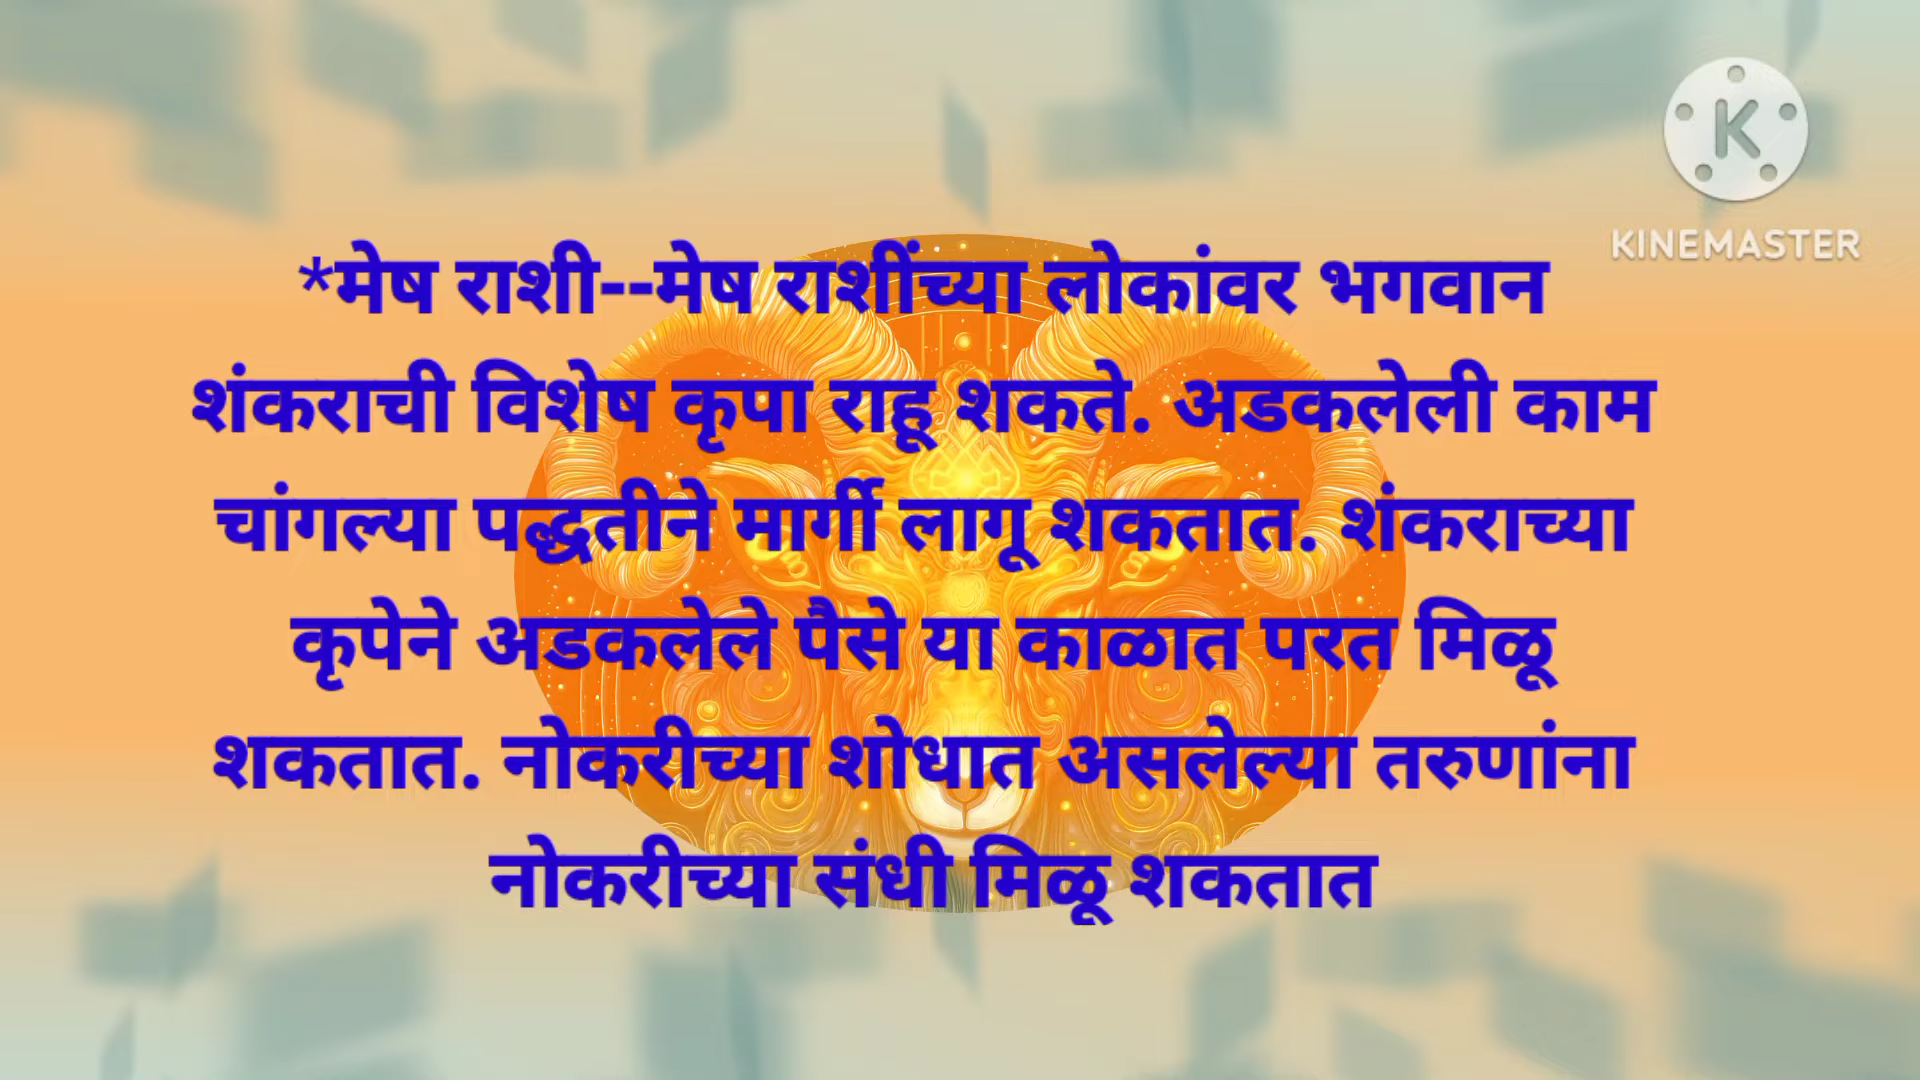 KINEMASTER
*मेष राशी--मेष राशींच्या लोकांवर भगवान
शंकराची विशेष कृपा राहू शकते. अडकलेली काम
चांगल्या पद्धतीने मार्गी लागू शकतात. शंकराच्या
कृपेने अडकलेले पैसे या काळात परत मिळू
शकतात. नोकरीच्या शोधात असलेल्या तरुणांना
नोकरीच्या संधी मिळू शकतात